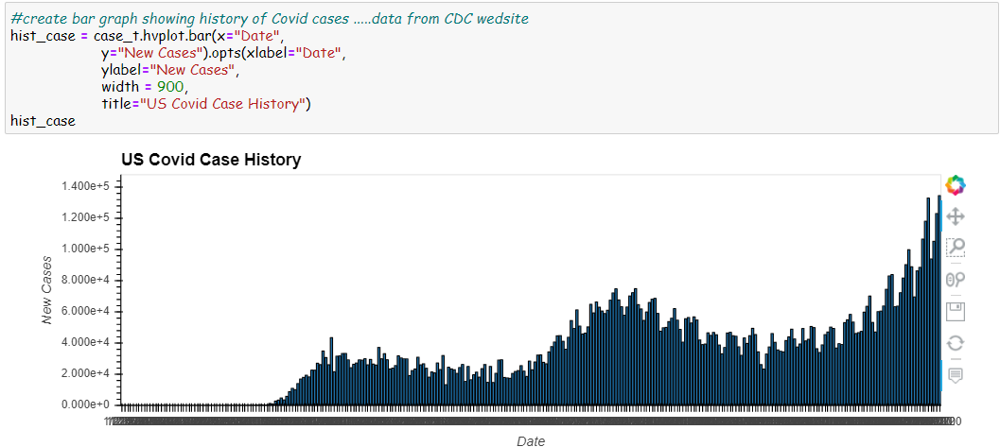 #create bar graph showing history of Covid cases .....data from CDC wedsite
hist_case = case_t.hvplot.bar(x="Date",
y="New Cases").opts(xlabel="Date",
ylabel="New Cases",
width = 900,
title="US Covid Case History")
hist_case
US Covid Case History
1.400e+5
1.200e+5
1.000e+5
8.000e+4
6.000e+4
4.000e+4
2.000e+4
0.000e+0
New Cases
Date